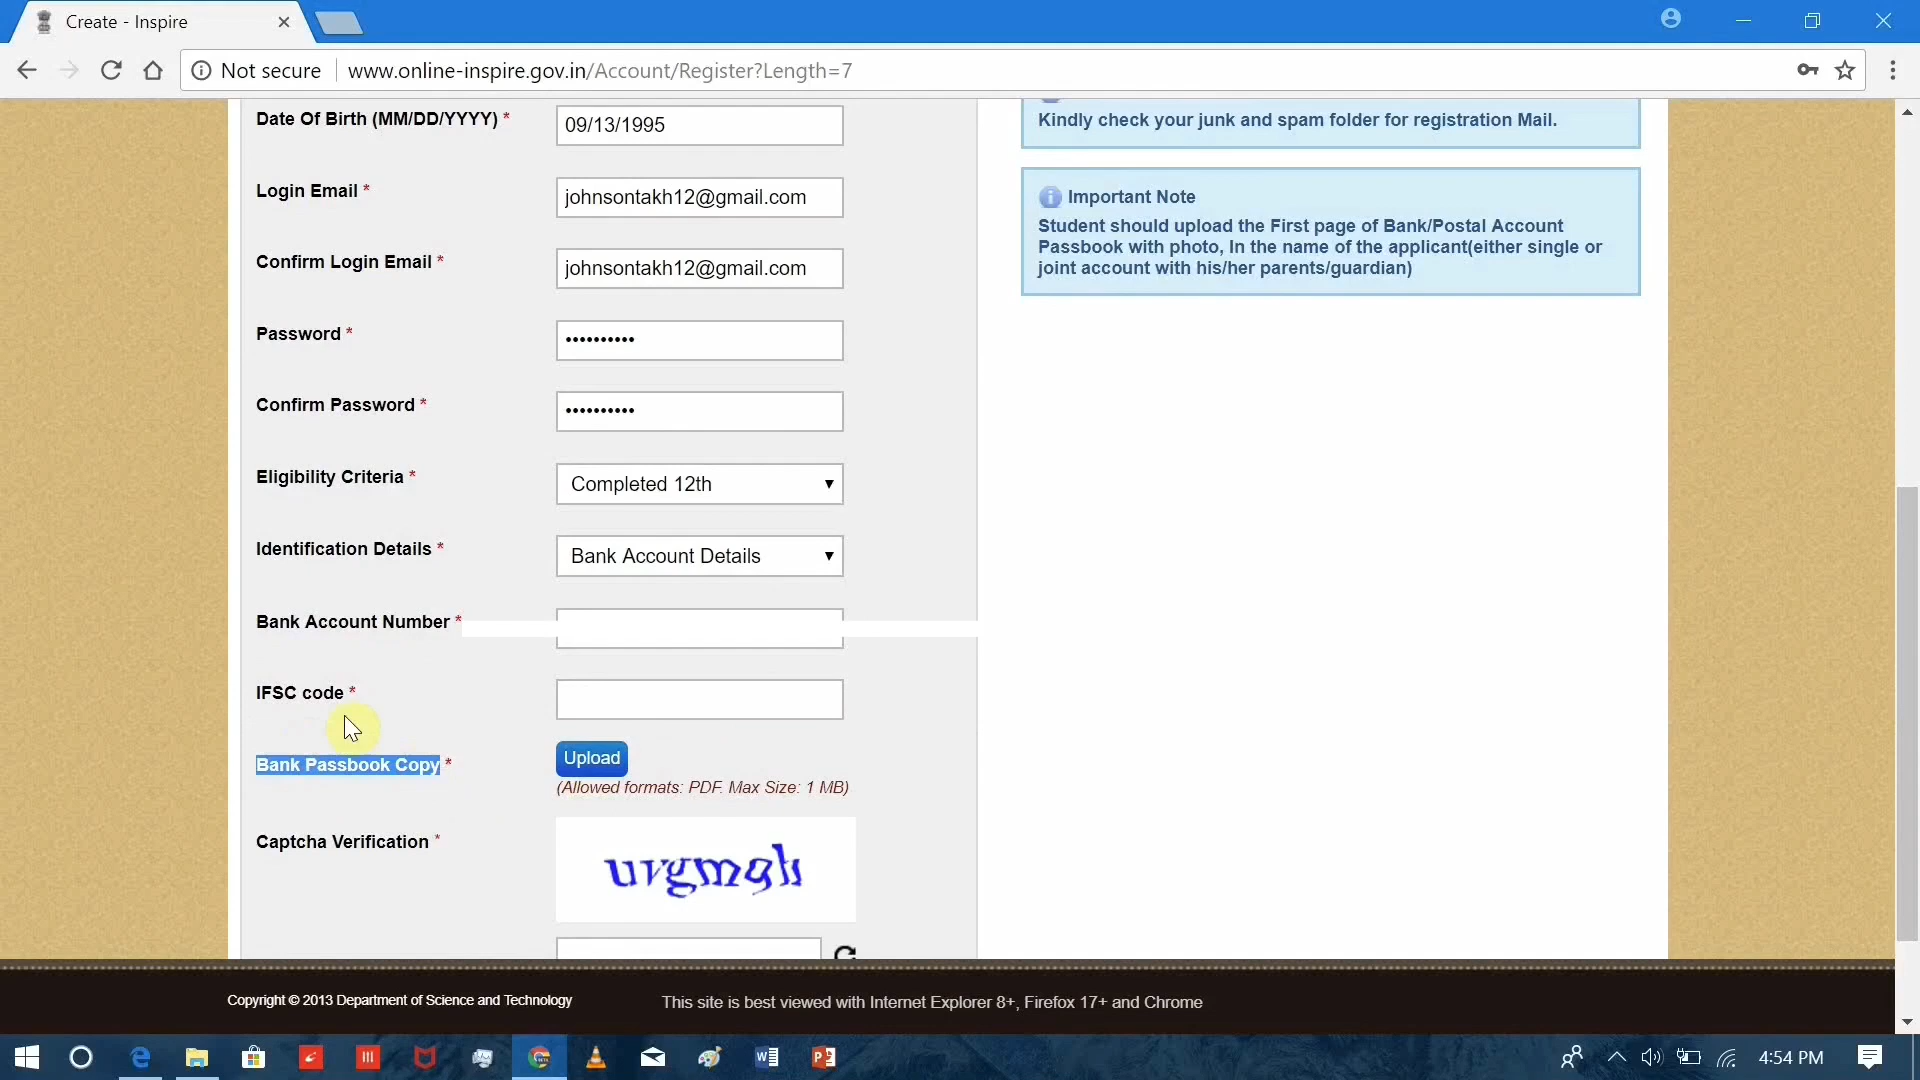 Create - Inspire
Not secure
www.online-inspire.gov.in/Account/Register?Length=7
Date Of Birth (MM/DD/YYYY) *
09/13/1995
Login Email *
johnsontakh12@gmail.com
Confirm Login Email *
johnsontakh12@gmail.com
Password *
••••••••••
Confirm Password *
••••••••••
Eligibility Criteria *
Completed 12th
Identification Details *
Bank Account Details
Bank Account Number *
IFSC code *
Bank Passbook Copy *
Upload
(Allowed formats: PDF. Max Size: 1 MB)
Captcha Verification *
Kindly check your junk and spam folder for registration Mail.
Important Note
Student should upload the First page of Bank/Postal Account
Passbook with photo, In the name of the applicant(either single or
joint account with his/her parents/guardian)
Copyright © 2013 Department of Science and Technology
This site is best viewed with Internet Explorer 8+, Firefox 17+ and Chrome
4:54 PM